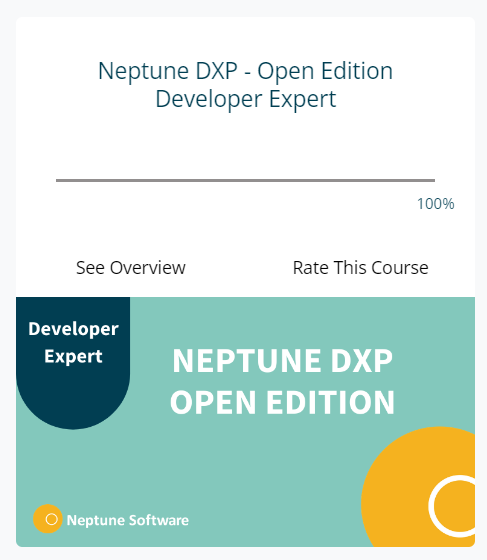 Neptune DXP - Open Edition
Developer Expert
100%
See Overview
Rate This Course
Developer
Expert
NEPTUNE DXP
OPEN EDITION
Neptune Software